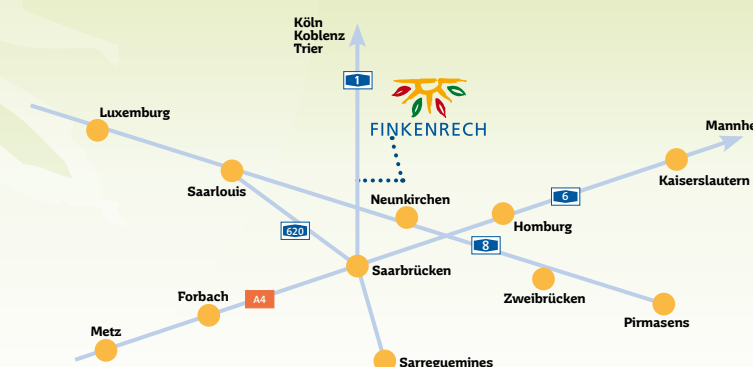 Köln
Koblenz
Trier
1
FINKENRECH
Luxemburg
Mannhe
Kaiserslautern
Saarlouis
Neunkirchen
6
Homburg
620
8
Saarbrücken
Forbach
A4
Zweibrücken
Pirmasens
Metz
Sarreguemines